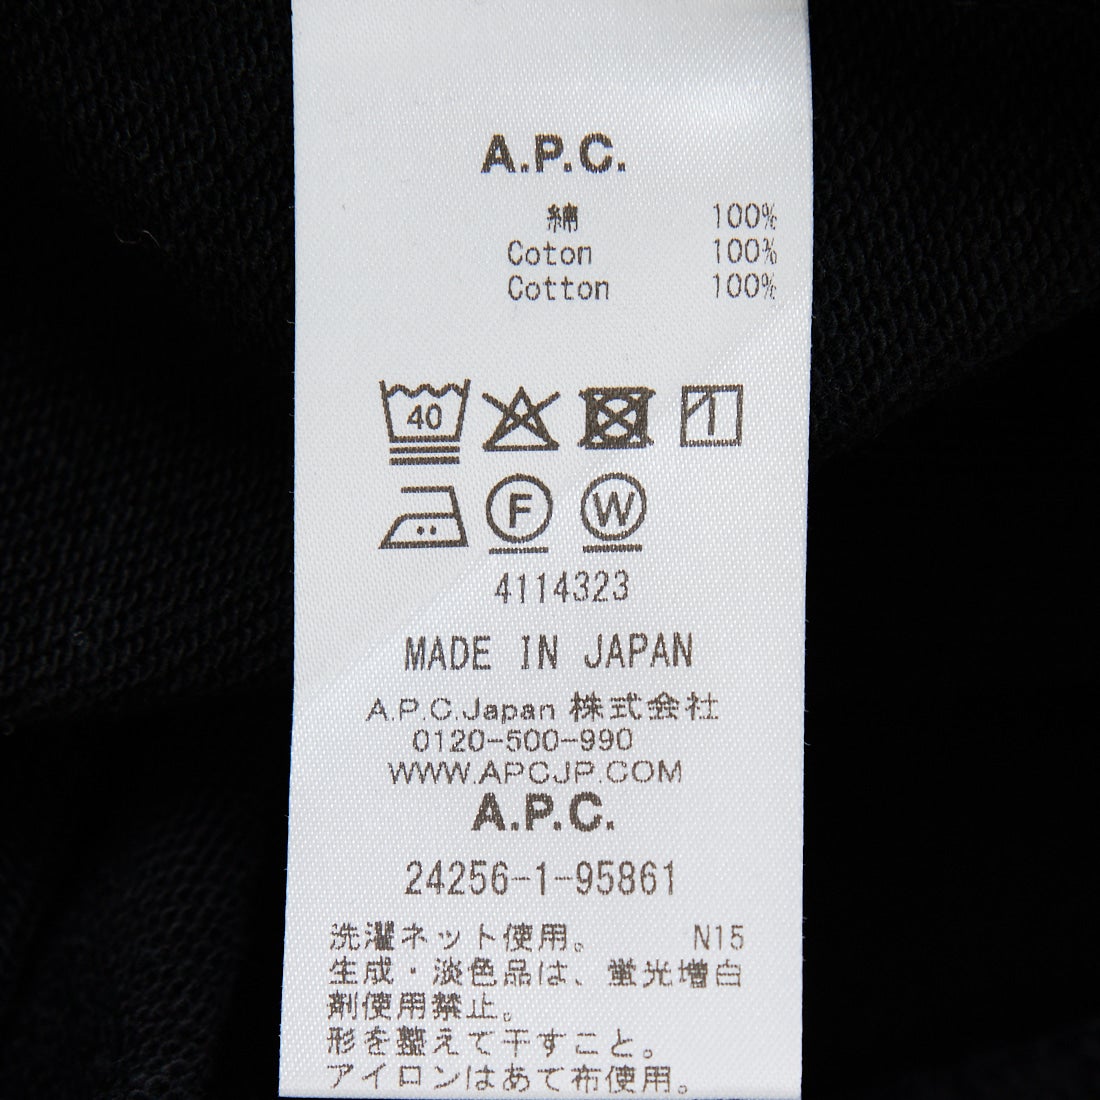 A.P.C.
綿 100%
Coton 100%
Cotton 100%
40
F W
4114323
MADE IN JAPAN
A.P.C.Japan 株式会社
0120-500-990
WWW.APCJP.COM
A.P.C.
24256-1-95861
洗濯ネット使用。 N15
生成・淡色品は、蛍光増白
剤使用禁止。
形を整えて干すこと。
アイロンはあて布使用。